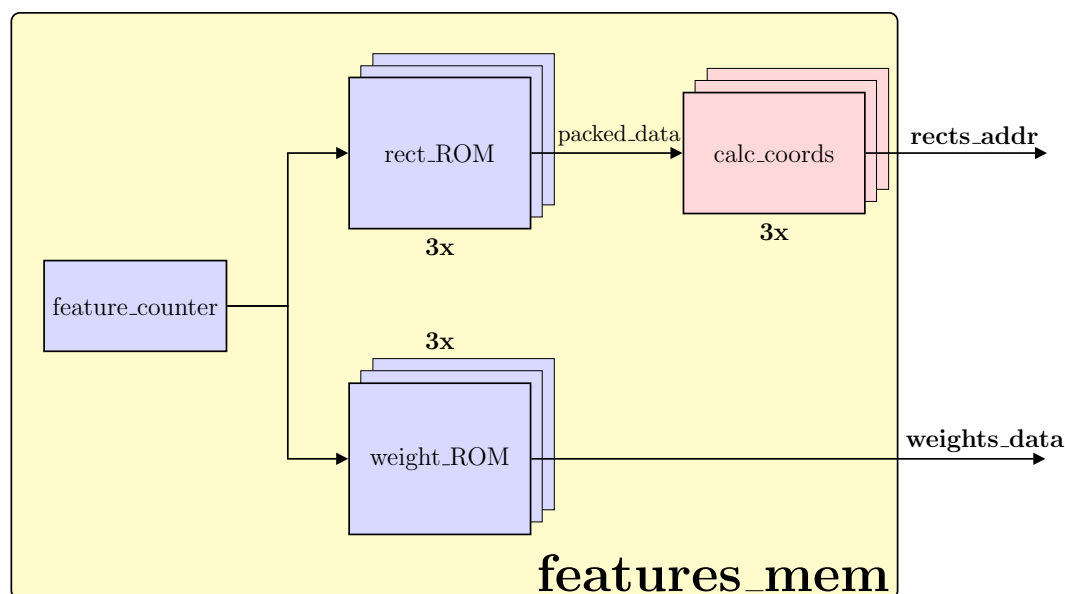 packed_data
rects_addr
rect_ROM
calc_coords
3x
3x
feature_counter
3x
weights_data
weight_ROM
features_mem